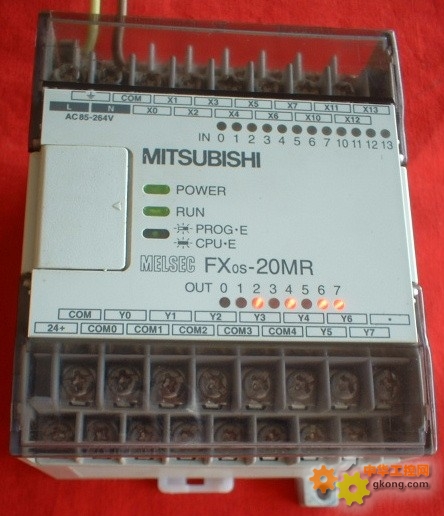 COM X1 X3 X5 X7 X11 X13
L N X0 X2 X4 X6 X10 X12
AC85-264V
IN 0 1 2 3 4 5 6 7 10 11 12 13
MITSUBISHI
POWER
RUN
PROG·E
CPU·E
MELSEC FX0S-20MR
OUT 0 1 2 3 4 5 6 7
COM Y0 Y1 Y2 Y3 Y4 Y6 •
24+ COM0 COM1 COM2 COM3 COM4 Y5 Y7
中华工控网
gkong.com